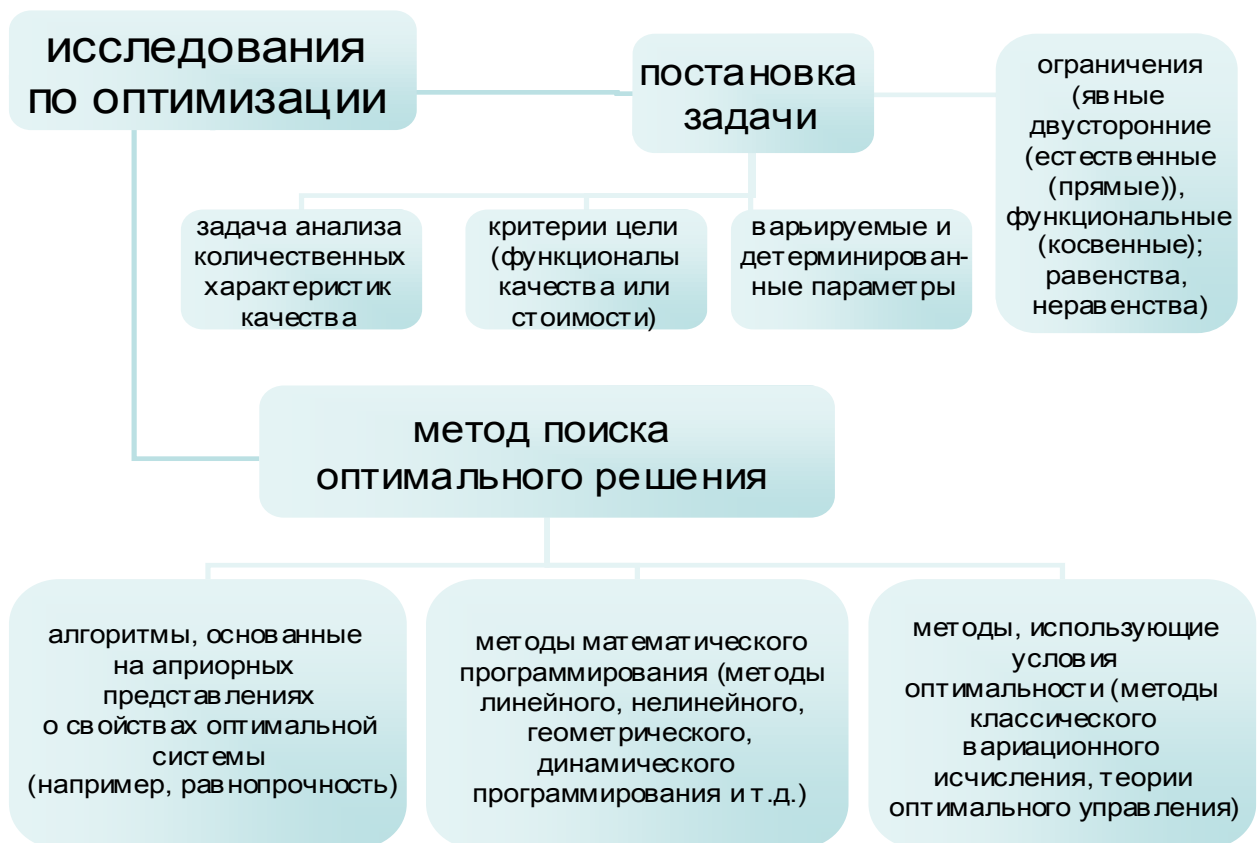 исследования
по оптимизации
постановка
задачи
ограничения
(явные
двусторонние
(естественные
(прямые)),
функциональные
(косвенные);
равенства,
неравенства)
задача анализа
количественных
характеристик
качества
критерии цели
(функционалы
качества или
стоимости)
варьируемые и
детерминирован-
ные параметры
метод поиска
оптимального решения
алгоритмы, основанные
на априорных
представлениях
о свойствах оптимальной
системы
(например, равнопрочность)
методы математического
программирования (методы
линейного, нелинейного,
геометрического,
динамического
программирования и т.д.)
методы, использующие
условия
оптимальности (методы
классического
вариационного
исчисления, теории
оптимального управления)